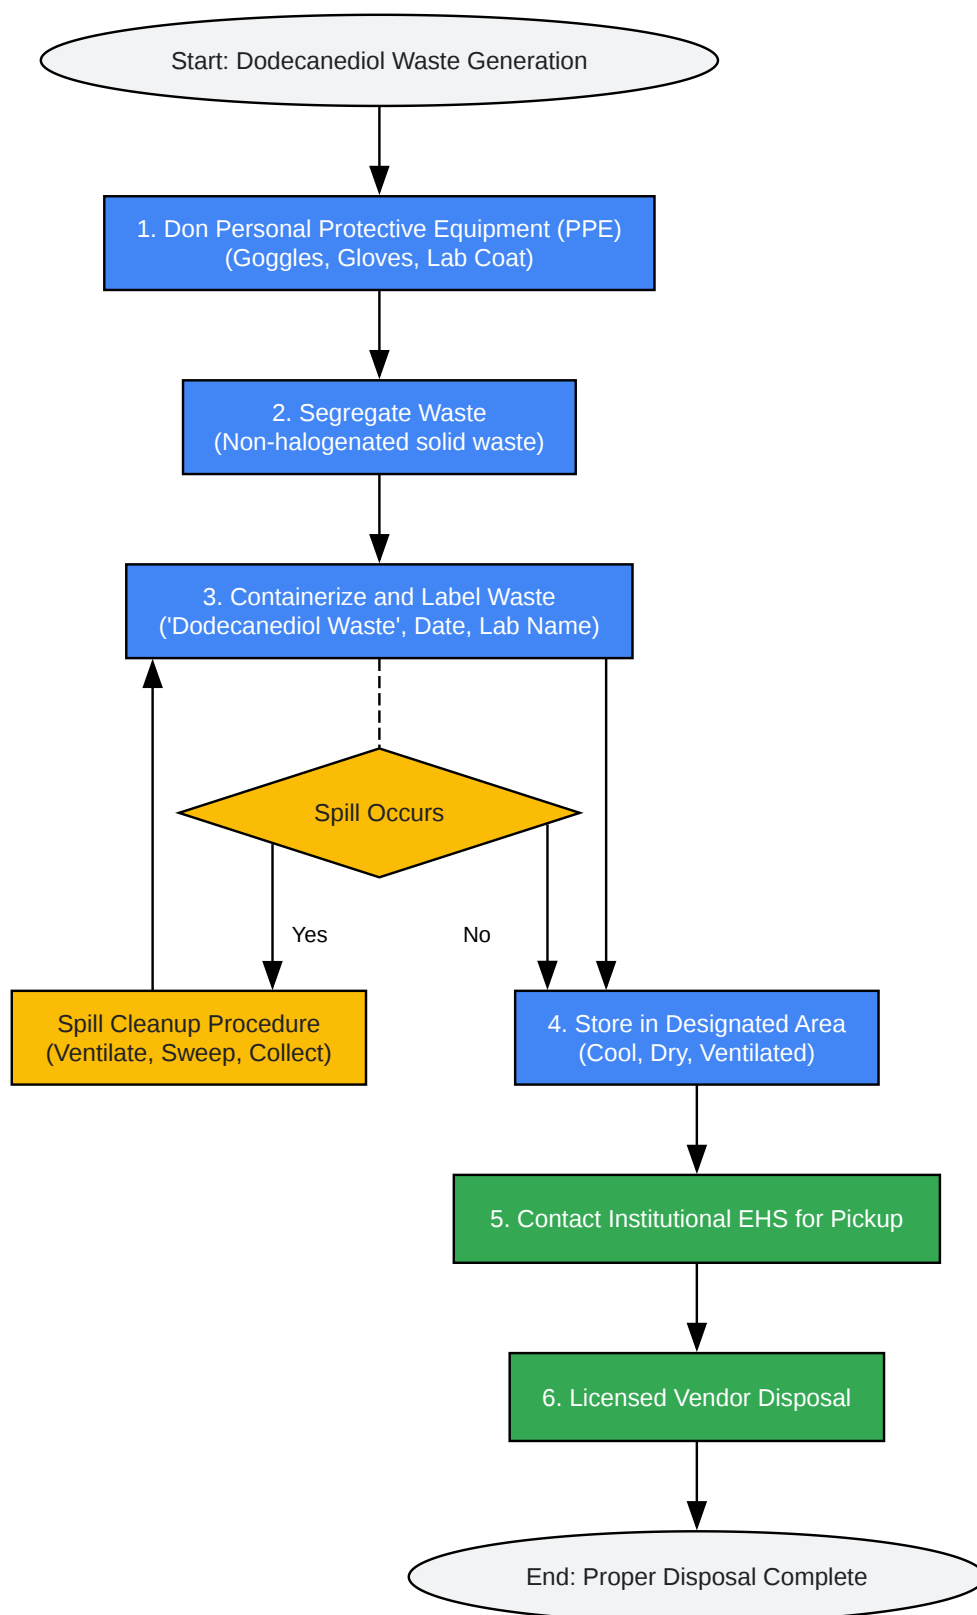 Start: Dodecanediol Waste Generation
1. Don Personal Protective Equipment (PPE)
(Goggles, Gloves, Lab Coat)
2. Segregate Waste
(Non-halogenated solid waste)
3. Containerize and Label Waste
('Dodecanediol Waste', Date, Lab Name)
Spill Occurs
Yes
No
Spill Cleanup Procedure
(Ventilate, Sweep, Collect)
4. Store in Designated Area
(Cool, Dry, Ventilated)
5. Contact Institutional EHS for Pickup
6. Licensed Vendor Disposal
End: Proper Disposal Complete